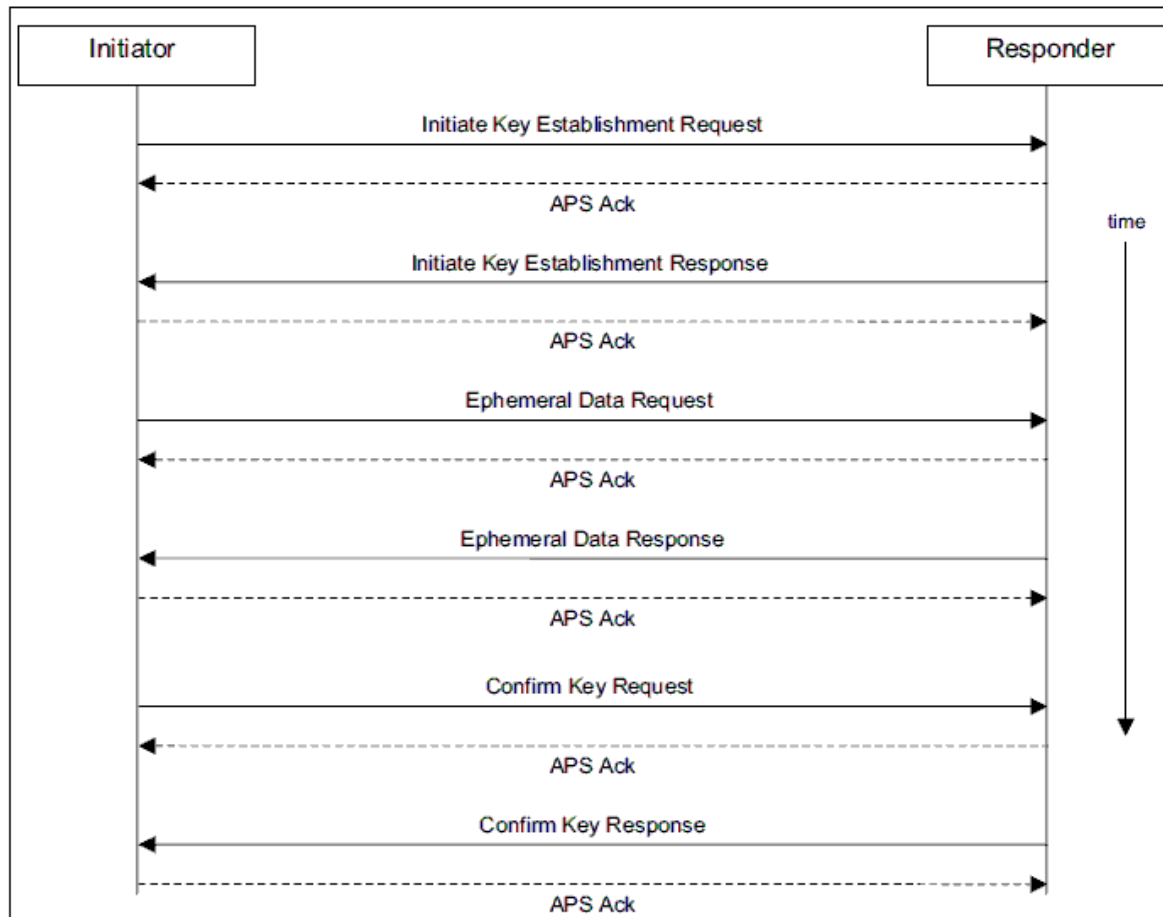 Initiator
Responder
Initiate Key Establishment Request
APS Ack
time
Initiate Key Establishment Response
APS Ack
Ephemeral Data Request
APS Ack
Ephemeral Data Response
APS Ack
Confirm Key Request
APS Ack
Confirm Key Response
APS Ack